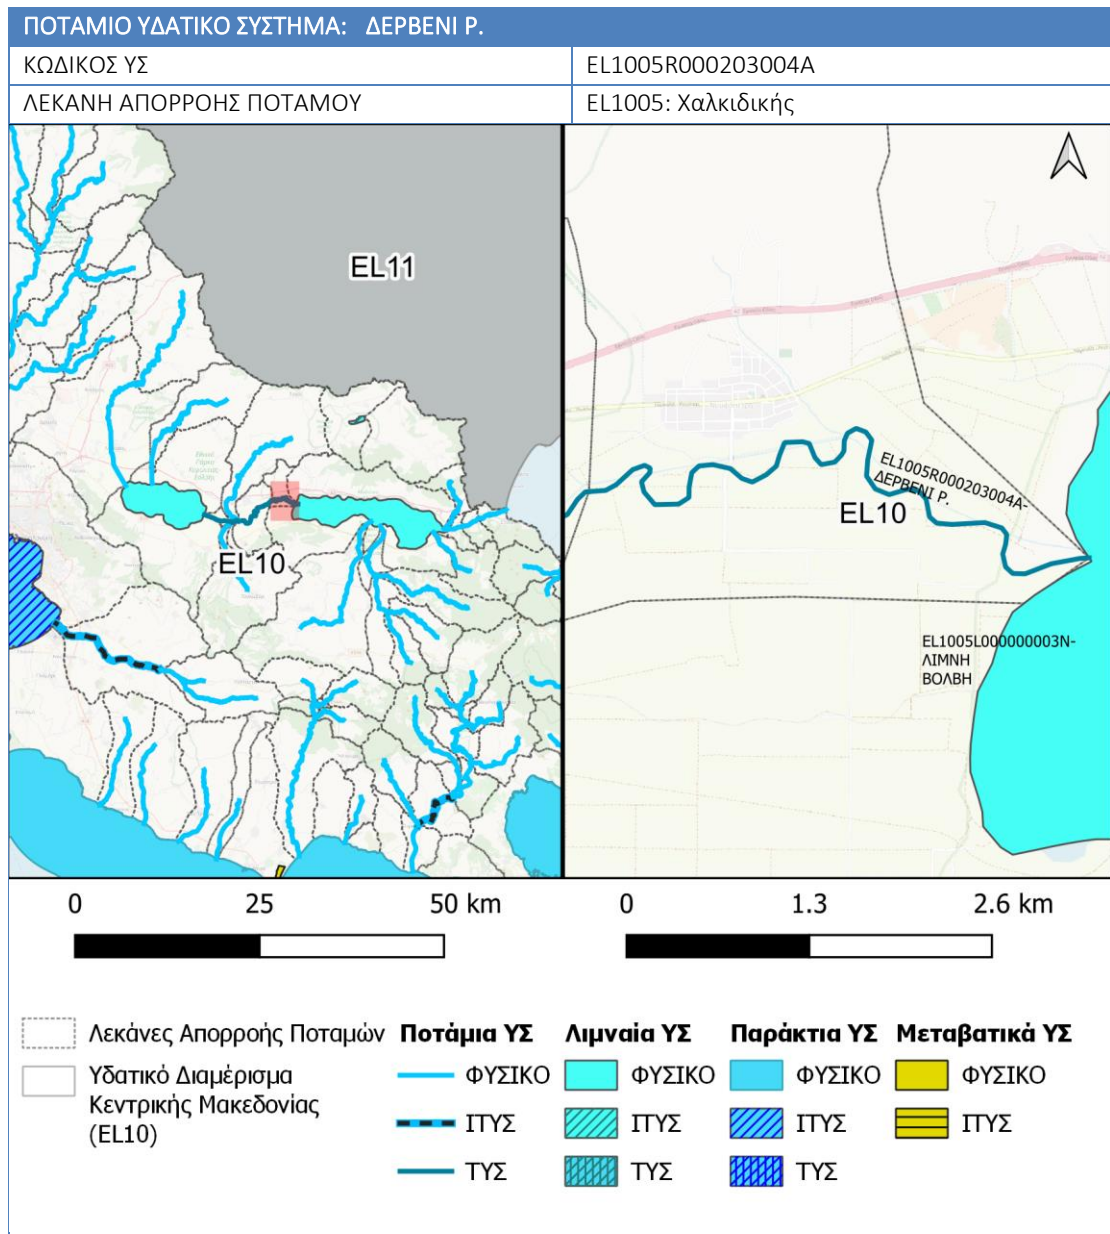 ΠΟΤΑΜΙΟ ΥΔΑΤΙΚΟ ΣΥΣΤΗΜΑ: ΔΕΡΒΕΝΙ Ρ.
ΚΩΔΙΚΟΣ ΥΣ EL1005R000203004A
ΛΕΚΑΝΗ ΑΠΟΡΡΟΗΣ ΠΟΤΑΜΟΥ EL1005: Χαλκιδικής
EL11
EL10
EL1005R000203004A-
ΔΕΡΒΕΝΙ Ρ.
EL10
EL1005L000000003N-
ΛΙΜΝΗ
ΒΟΛΒΗ
0 25 50 km
0 1.3 2.6 km
Λεκάνες Απορροής Ποταμών
Υδατικό Διαμέρισμα
Κεντρικής Μακεδονίας
(EL10)
Ποτάμια ΥΣ
ΦΥΣΙΚΟ
ΙΤΥΣ
ΤΥΣ
Λιμναία ΥΣ
ΦΥΣΙΚΟ
ΙΤΥΣ
ΤΥΣ
Παράκτια ΥΣ
ΦΥΣΙΚΟ
ΙΤΥΣ
ΤΥΣ
Μεταβατικά ΥΣ
ΦΥΣΙΚΟ
ΙΤΥΣ